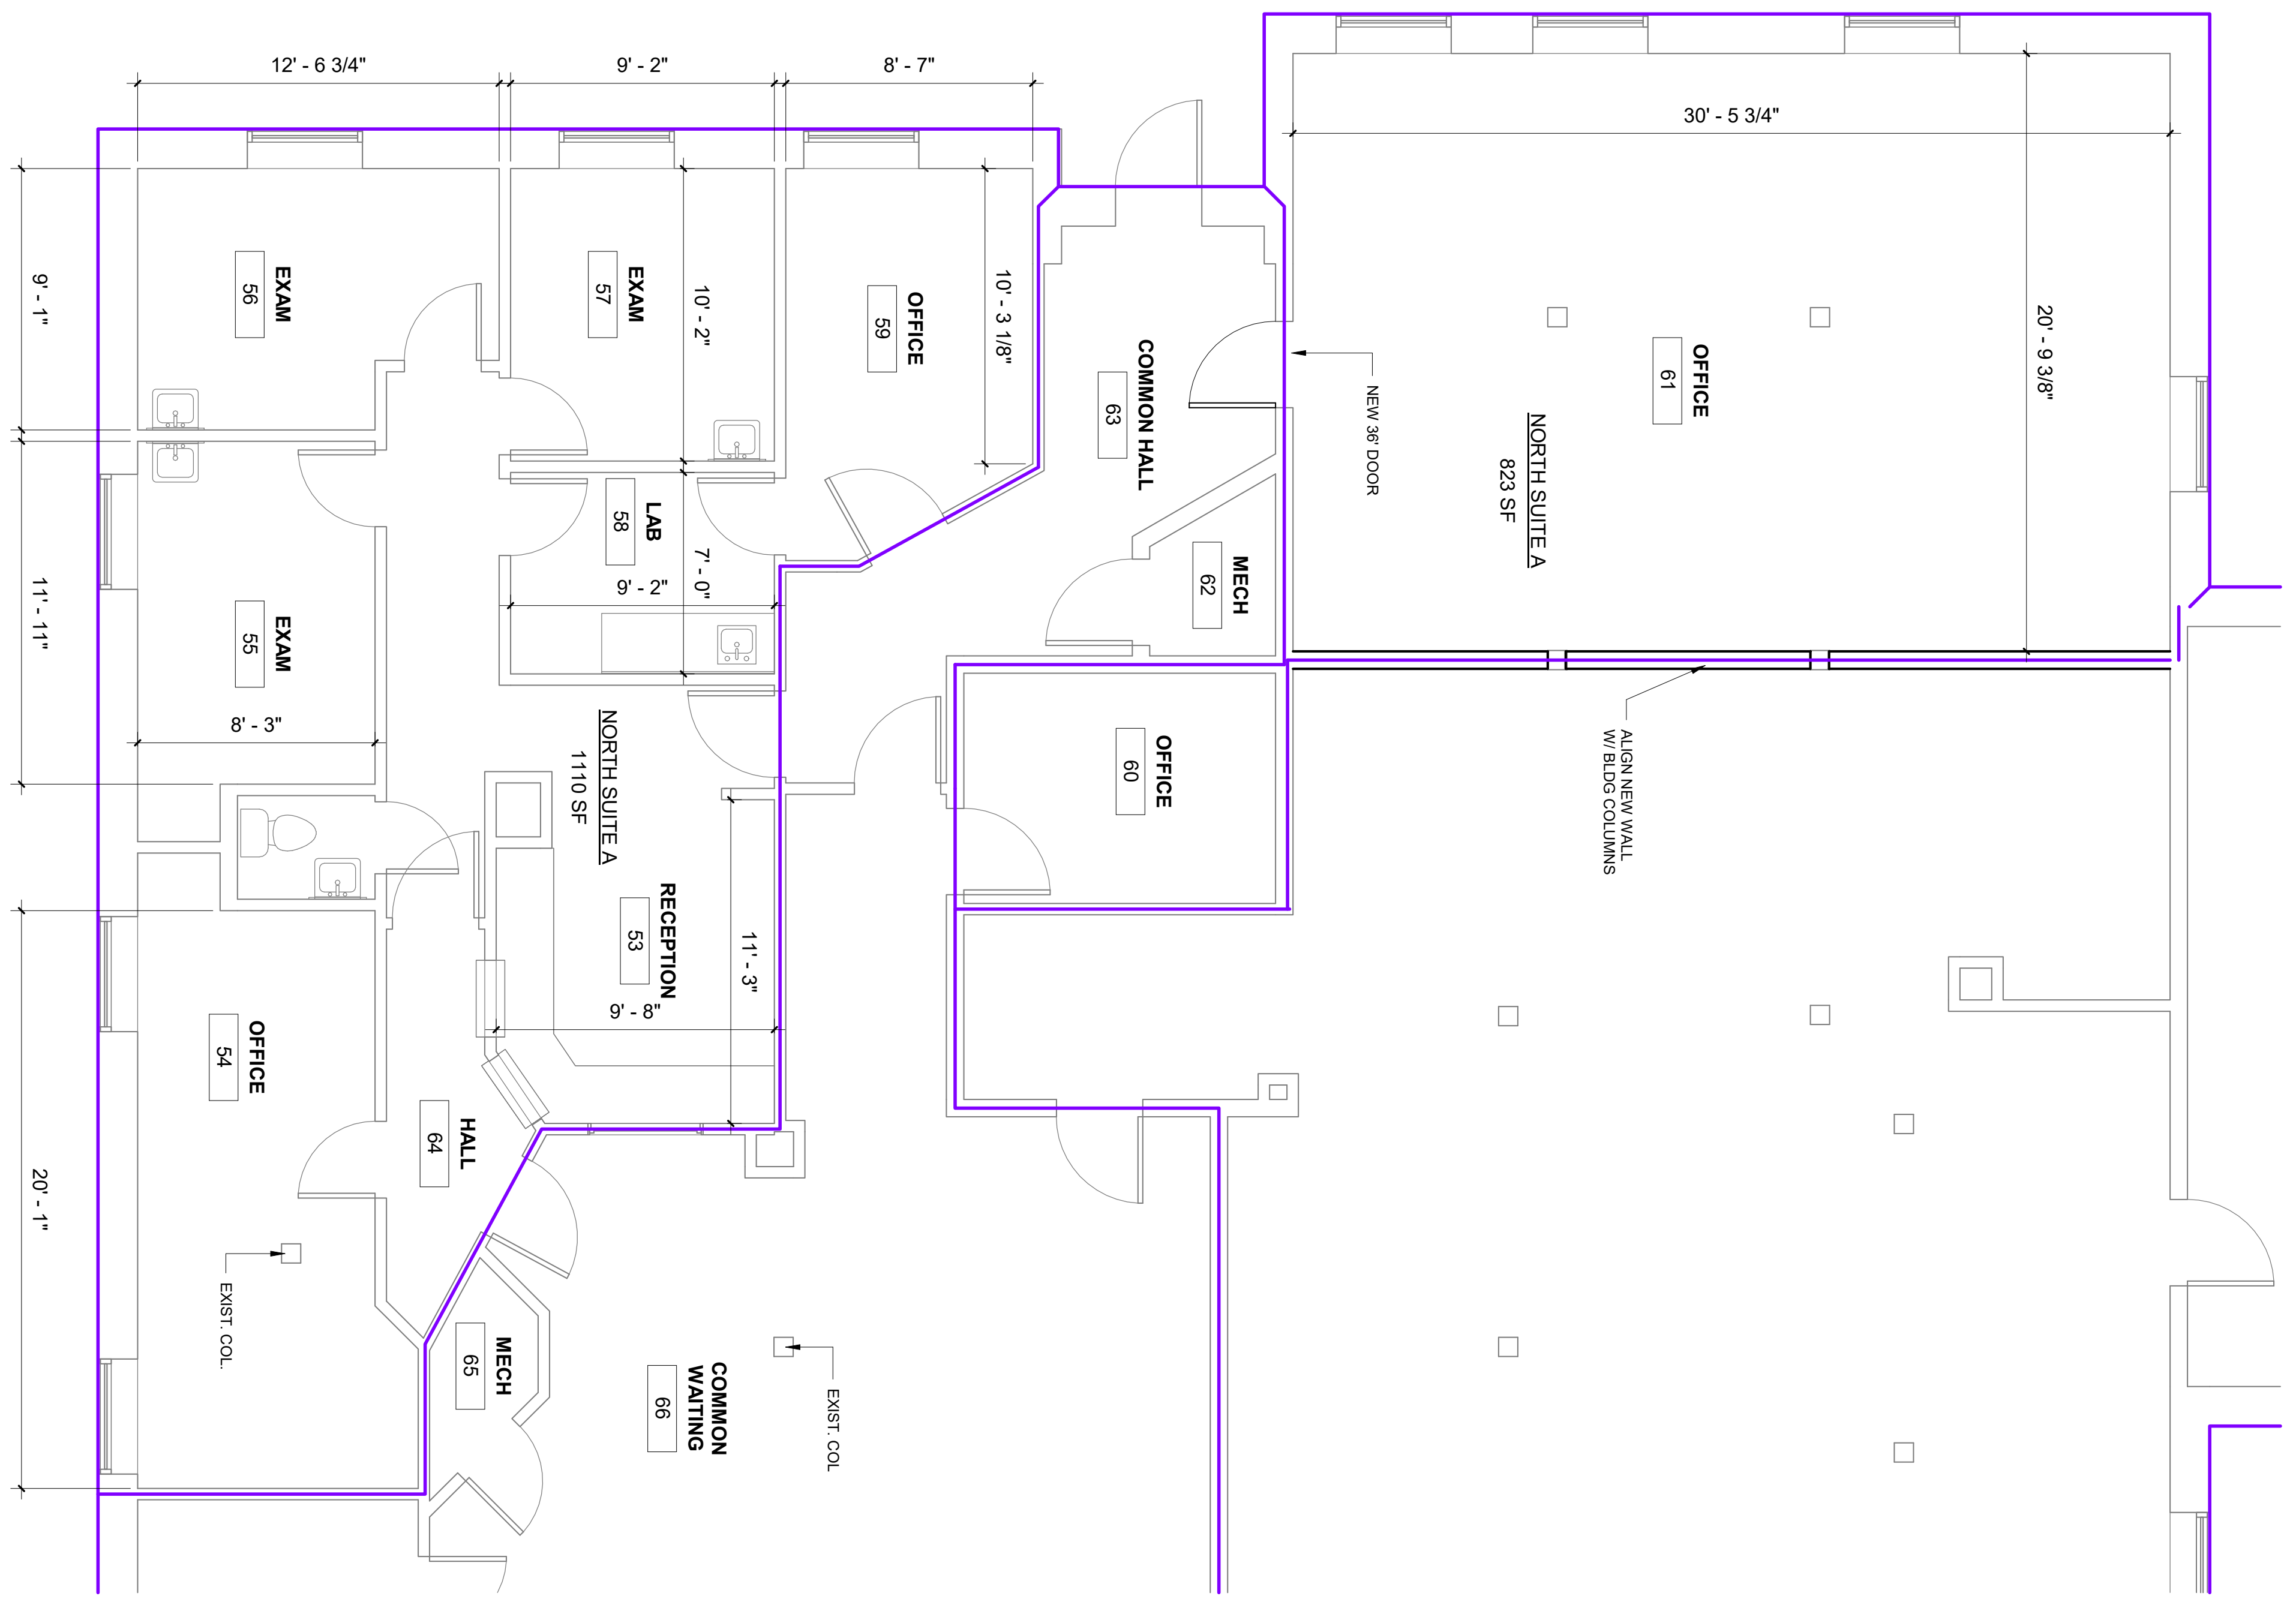 12' - 6 3/4"
9' - 2"
8' - 7"
30' - 5 3/4"
20' - 9 3/8"
9' - 1"
11' - 11"
20' - 1"
EXAM
56
EXAM
57
10' - 2"
OFFICE
59
10' - 3 1/8"
COMMON HALL
63
NEW 36' DOOR
OFFICE
61
NORTH SUITE A
823 SF
LAB
58
7' - 0"
9' - 2"
MECH
62
EXAM
55
8' - 3"
NORTH SUITE A
1110 SF
OFFICE
60
ALIGN NEW WALL
W/ BLDG COLUMNS
RECEPTION
53
11' - 3"
9' - 8"
OFFICE
54
HALL
64
EXIST. COL.
MECH
65
COMMON
WAITING
66
EXIST. COL